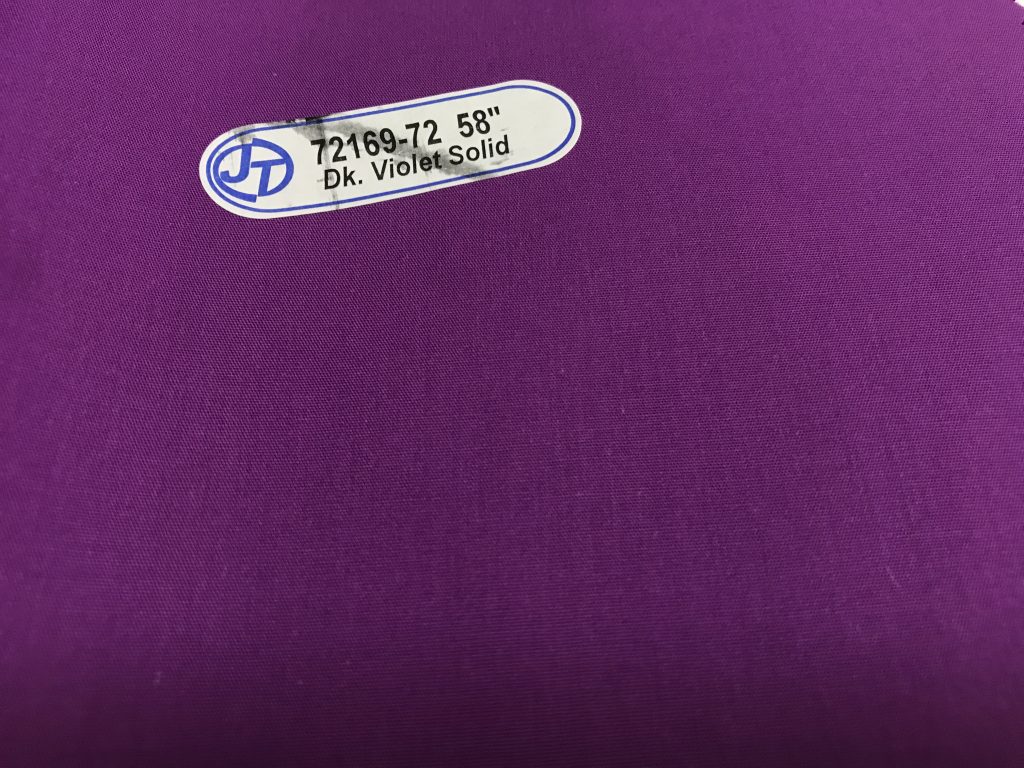 JT
72169-72 58"
Dk. Violet Solid